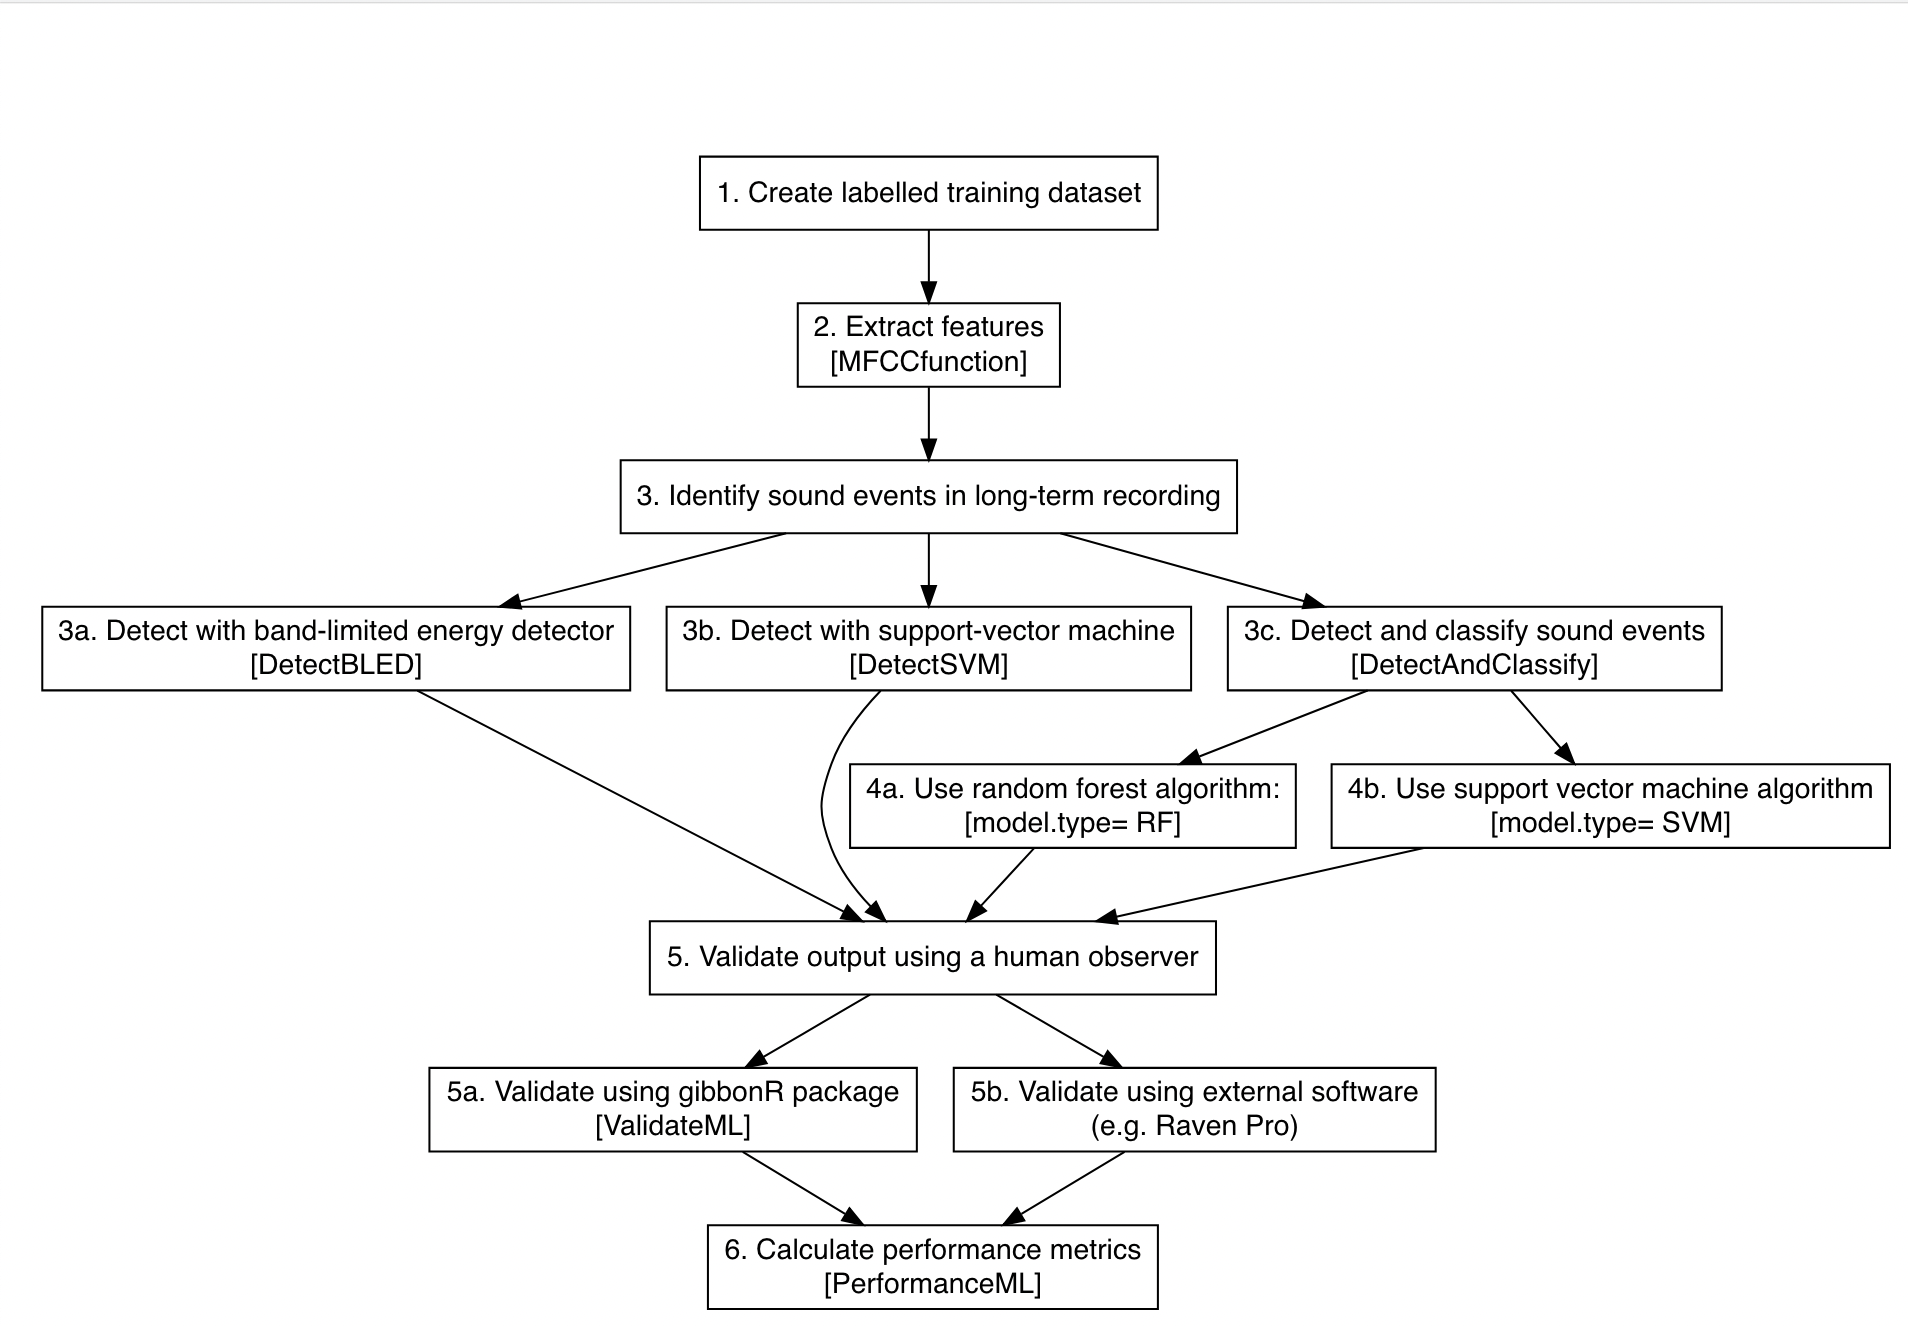 1. Create labelled training dataset
2. Extract features
[MFCCfunction]
3. Identify sound events in long-term recording
3a. Detect with band-limited energy detector
[DetectBLED]
3b. Detect with support-vector machine
[DetectSVM]
3c. Detect and classify sound events
[DetectAndClassify]
4a. Use random forest algorithm:
[model.type= RF]
4b. Use support vector machine algorithm
[model.type= SVM]
5. Validate output using a human observer
5a. Validate using gibbonR package
[ValidateML]
5b. Validate using external software
(e.g. Raven Pro)
6. Calculate performance metrics
[PerformanceML]